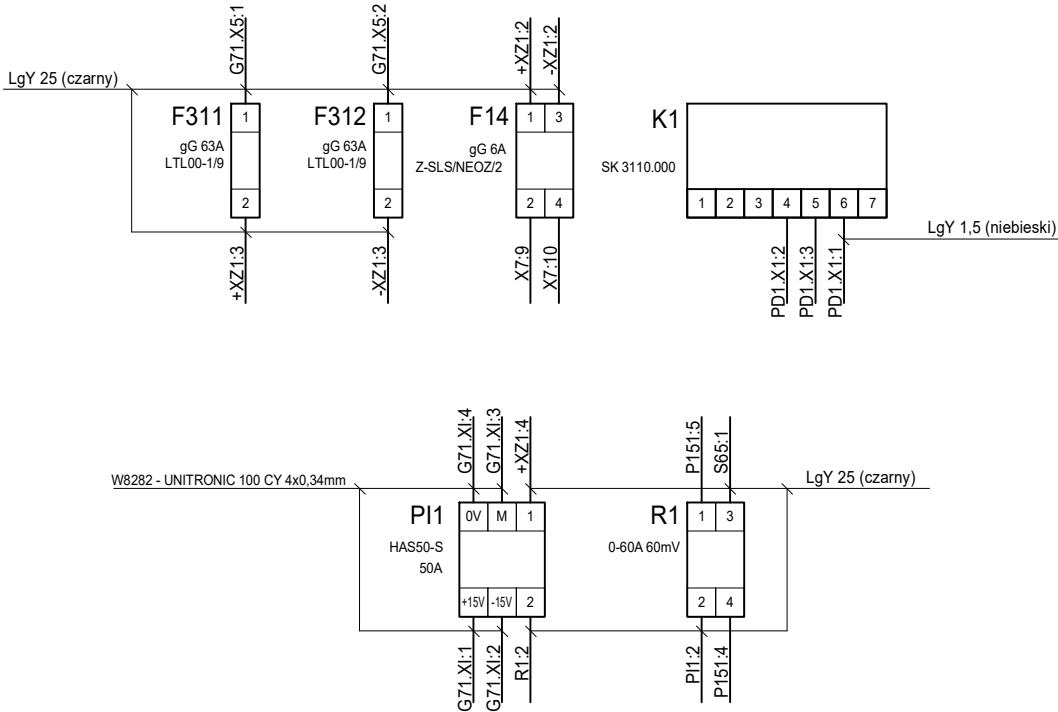 G71.X5:1
G71.X5:2
+XZ1:2
-XZ1:2
LgY 25 (czarny)
F311
gG 63A
LTL00-1/9
1
2
F312
gG 63A
LTL00-1/9
1
2
F14
gG 6A
Z-SLS/NEOZ/2
1 3
2 4
K1
SK 3110.000
1 2 3 4 5 6 7
LgY 1,5 (niebieski)
+XZ1:3
-XZ1:3
X7:9
X7:10
PD1.X1:2
PD1.X1:3
PD1.X1:1
G71.XI:4
G71.XI:3
+XZ1:4
P151:5
S65:1
W8282 - UNITRONIC 100 CY 4x0,34mm
LgY 25 (czarny)
PI1
HAS50-S
50A
0V M 1
+15V -15V 2
R1
0-60A 60mV
1 3
2 4
G71.XI:1
G71.XI:2
R1:2
PI1:2
P151:4